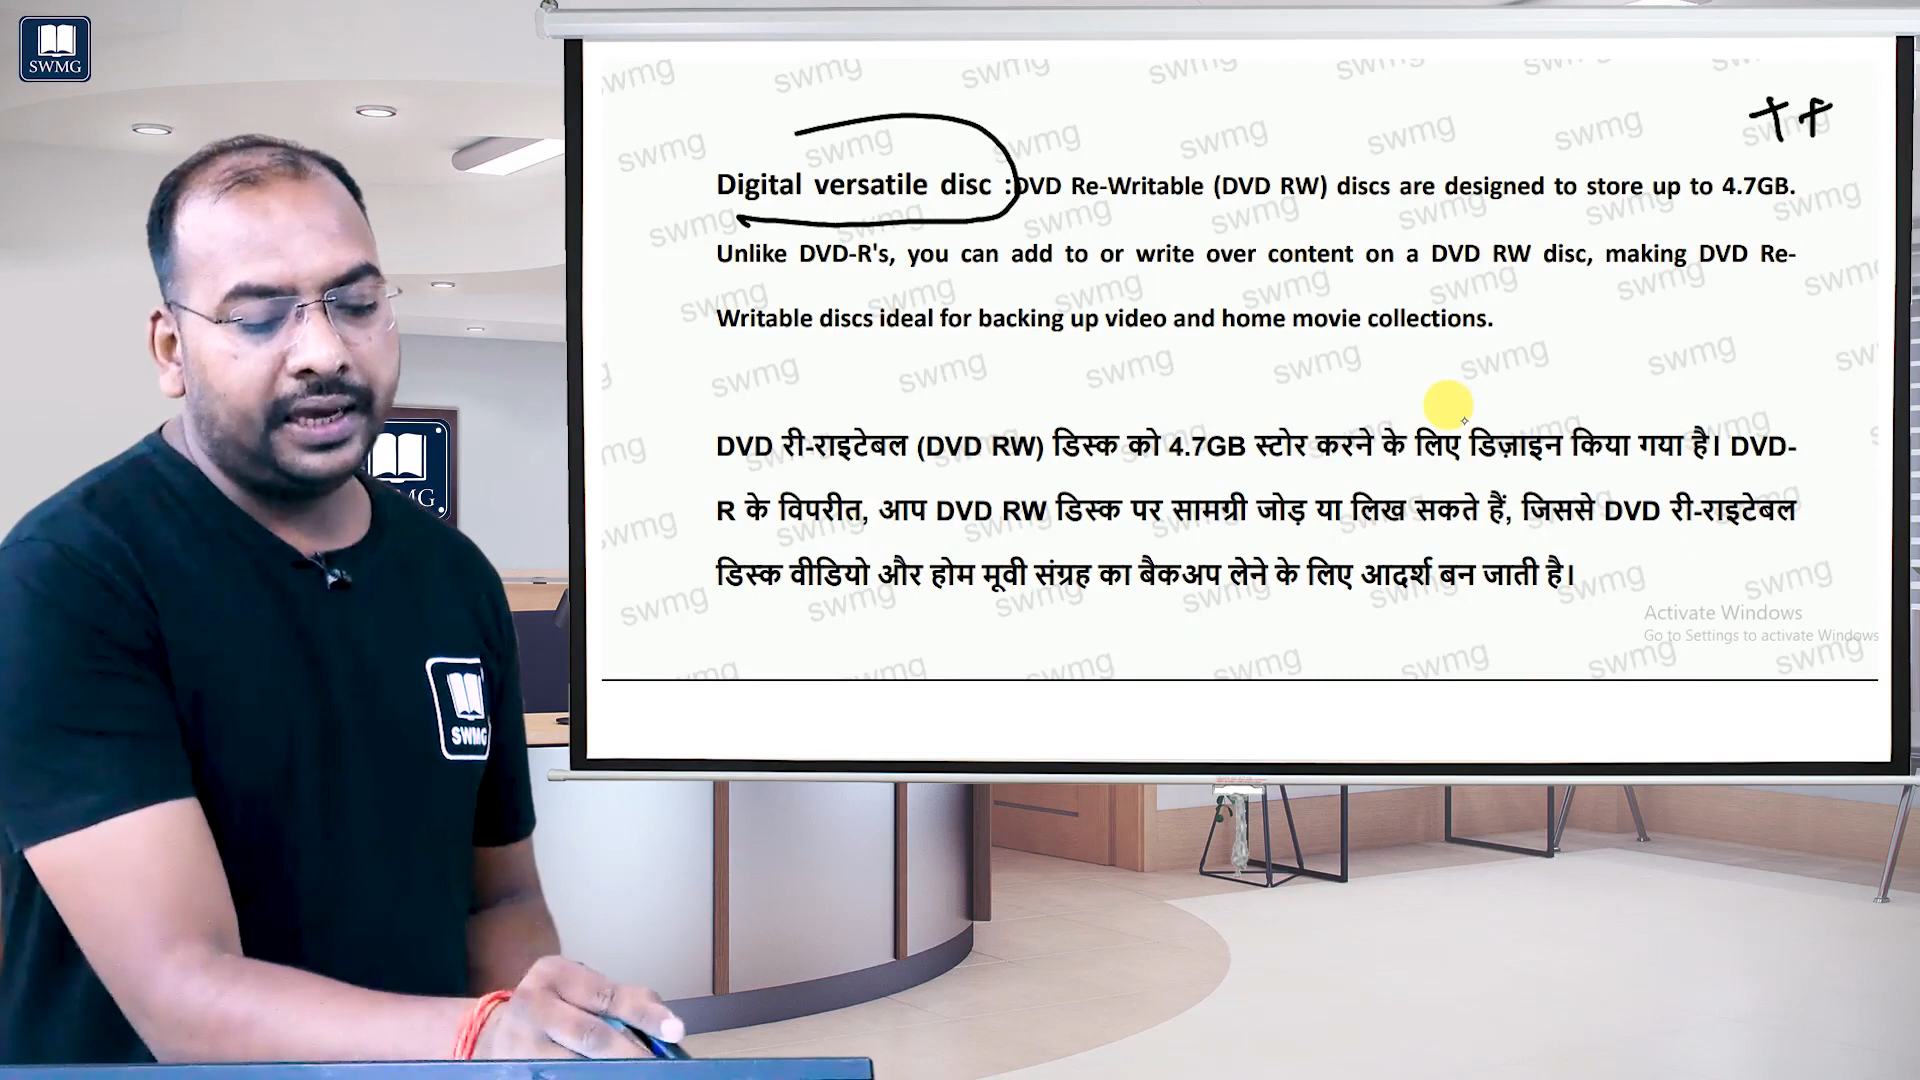 SWMG
Digital versatile disc :DVD Re-Writable (DVD RW) discs are designed to store up to 4.7GB.
Unlike DVD-R's, you can add to or write over content on a DVD RW disc, making DVD Re-
Writable discs ideal for backing up video and home movie collections.
DVD री-राइटेबल (DVD RW) डिस्क को 4.7GB स्टोर करने के लिए डिज़ाइन किया गया है। DVD-
R के विपरीत, आप DVD RW डिस्क पर सामग्री जोड़ या लिख सकते हैं, जिससे DVD री-राइटेबल
डिस्क वीडियो और होम मूवी संग्रह का बैकअप लेने के लिए आदर्श बन जाती है।
Activate Windows
Go to Settings to activate Windows
SWMG